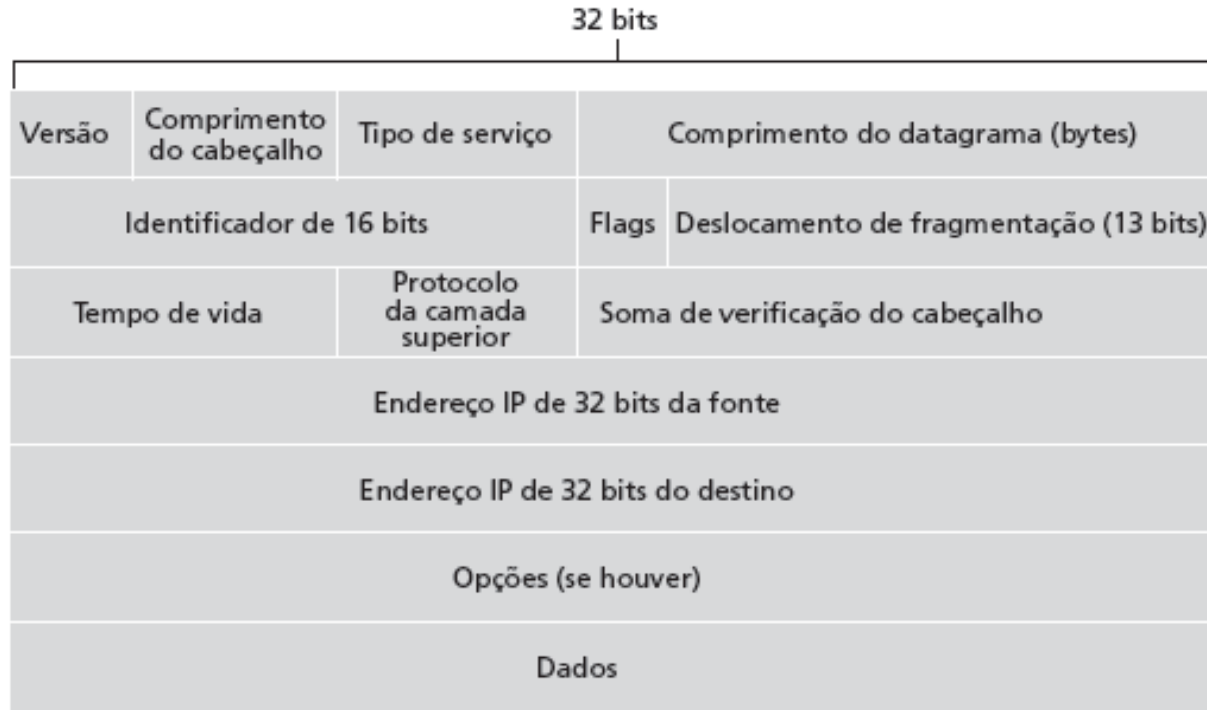 32 bits
Versão
Comprimento
do cabeçalho
Tipo de serviço
Comprimento do datagrama (bytes)
Identificador de 16 bits
Flags
Deslocamento de fragmentação (13 bits)
Tempo de vida
Protocolo
da camada
superior
Soma de verificação do cabeçalho
Endereço IP de 32 bits da fonte
Endereço IP de 32 bits do destino
Opções (se houver)
Dados